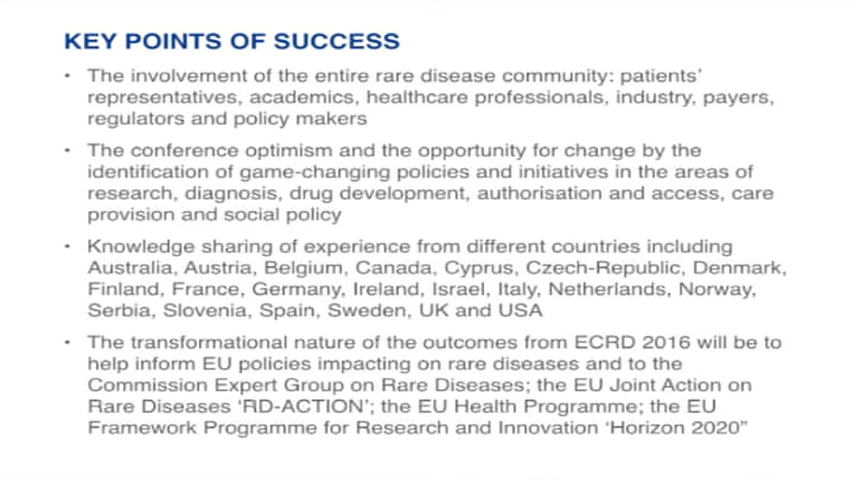 KEY POINTS OF SUCCESS
• The involvement of the entire rare disease community: patients'
representatives, academics, healthcare professionals, industry, payers,
regulators and policy makers
• The conference optimism and the opportunity for change by the
identification of game-changing policies and initiatives in the areas of
research, diagnosis, drug development, authorisation and access, care
provision and social policy
• Knowledge sharing of experience from different countries including
Australia, Austria, Belgium, Canada, Cyprus, Czech-Republic, Denmark,
Finland, France, Germany, Ireland, Israel, Italy, Netherlands, Norway,
Serbia, Slovenia, Spain, Sweden, UK and USA
• The transformational nature of the outcomes from ECRD 2016 will be to
help inform EU policies impacting on rare diseases and to the
Commission Expert Group on Rare Diseases; the EU Joint Action on
Rare Diseases 'RD-ACTION'; the EU Health Programme; the EU
Framework Programme for Research and Innovation 'Horizon 2020”